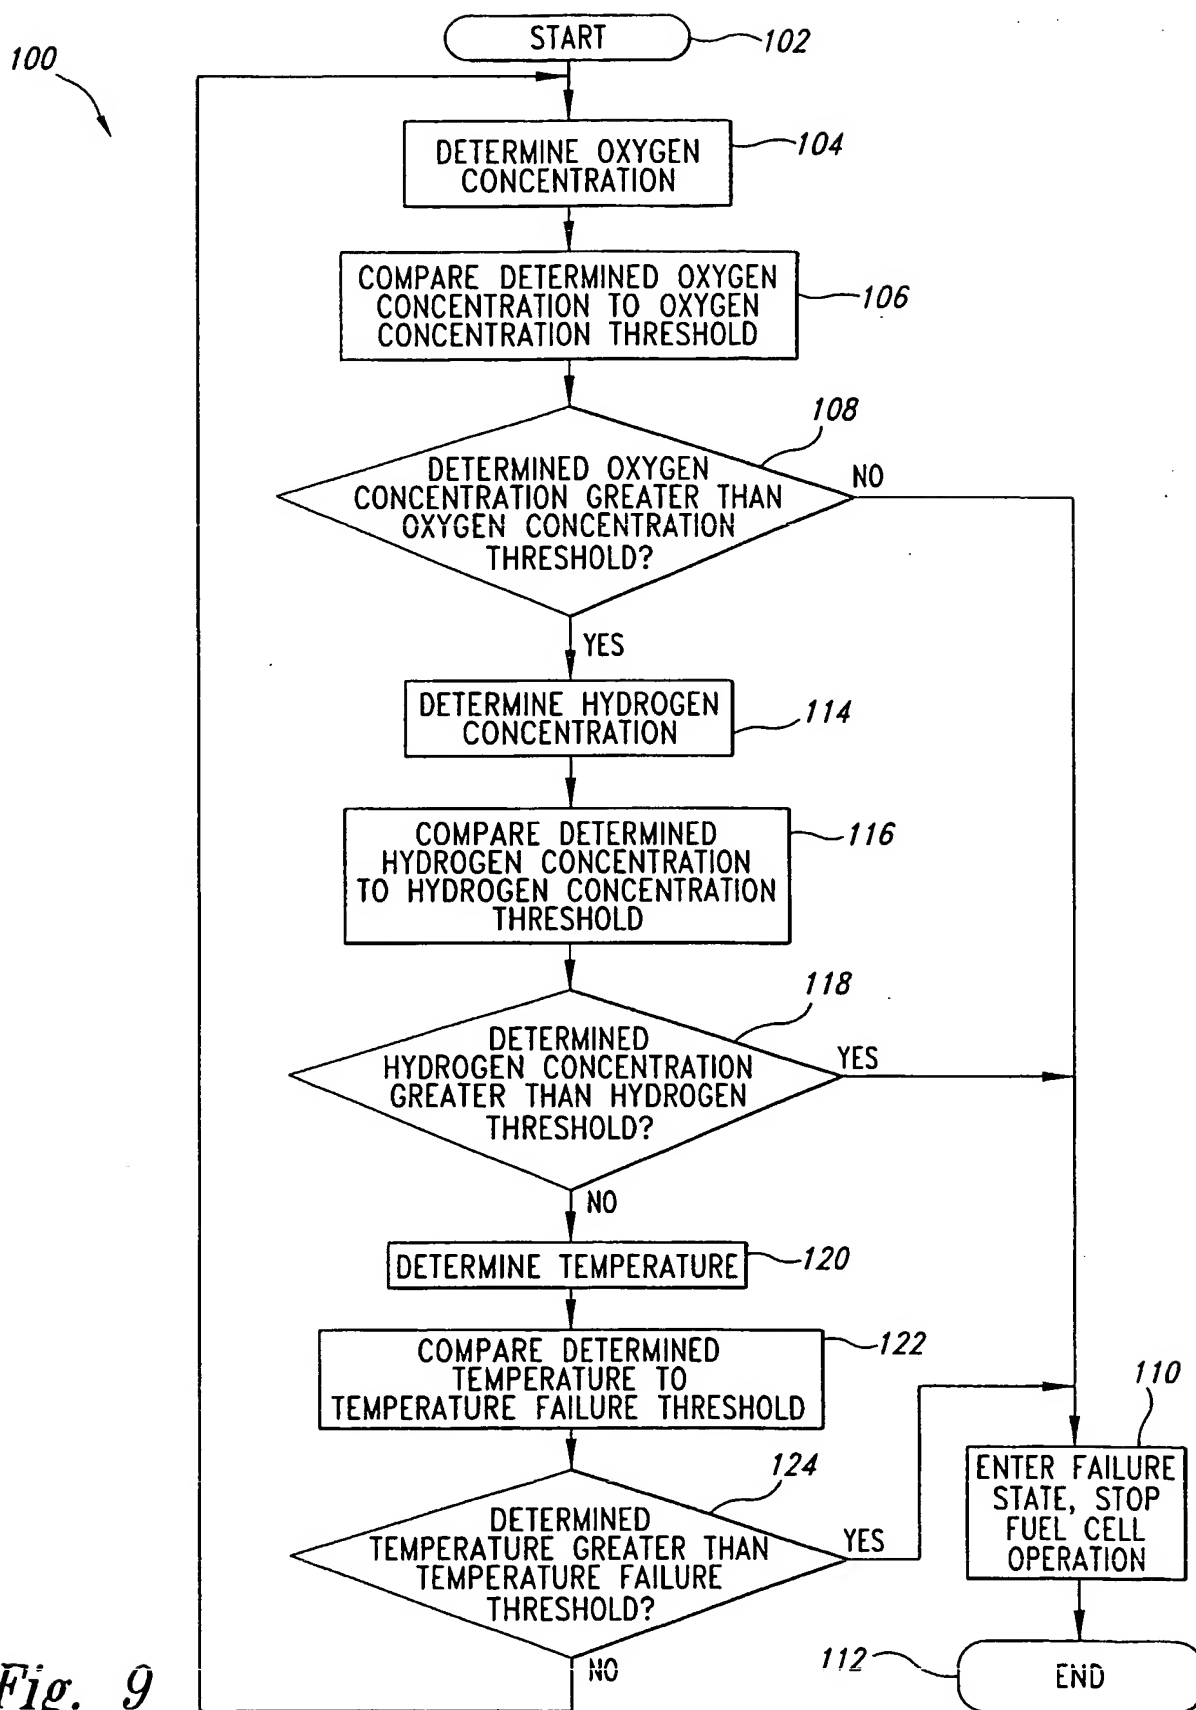 100
START
102
DETERMINE OXYGEN
CONCENTRATION
104
COMPARE DETERMINED OXYGEN
CONCENTRATION TO OXYGEN
CONCENTRATION THRESHOLD
106
108
DETERMINED OXYGEN
CONCENTRATION GREATER THAN
OXYGEN CONCENTRATION
THRESHOLD?
NO
YES
DETERMINE HYDROGEN
CONCENTRATION
114
COMPARE DETERMINED
HYDROGEN CONCENTRATION
TO HYDROGEN CONCENTRATION
THRESHOLD
116
118
DETERMINED
HYDROGEN CONCENTRATION
GREATER THAN HYDROGEN
THRESHOLD?
YES
NO
DETERMINE TEMPERATURE
120
COMPARE DETERMINED
TEMPERATURE TO
TEMPERATURE FAILURE THRESHOLD
122
124
DETERMINED
TEMPERATURE GREATER THAN
TEMPERATURE FAILURE
THRESHOLD?
YES
NO
110
ENTER FAILURE
STATE, STOP
FUEL CELL
OPERATION
112
END
Fig. 9